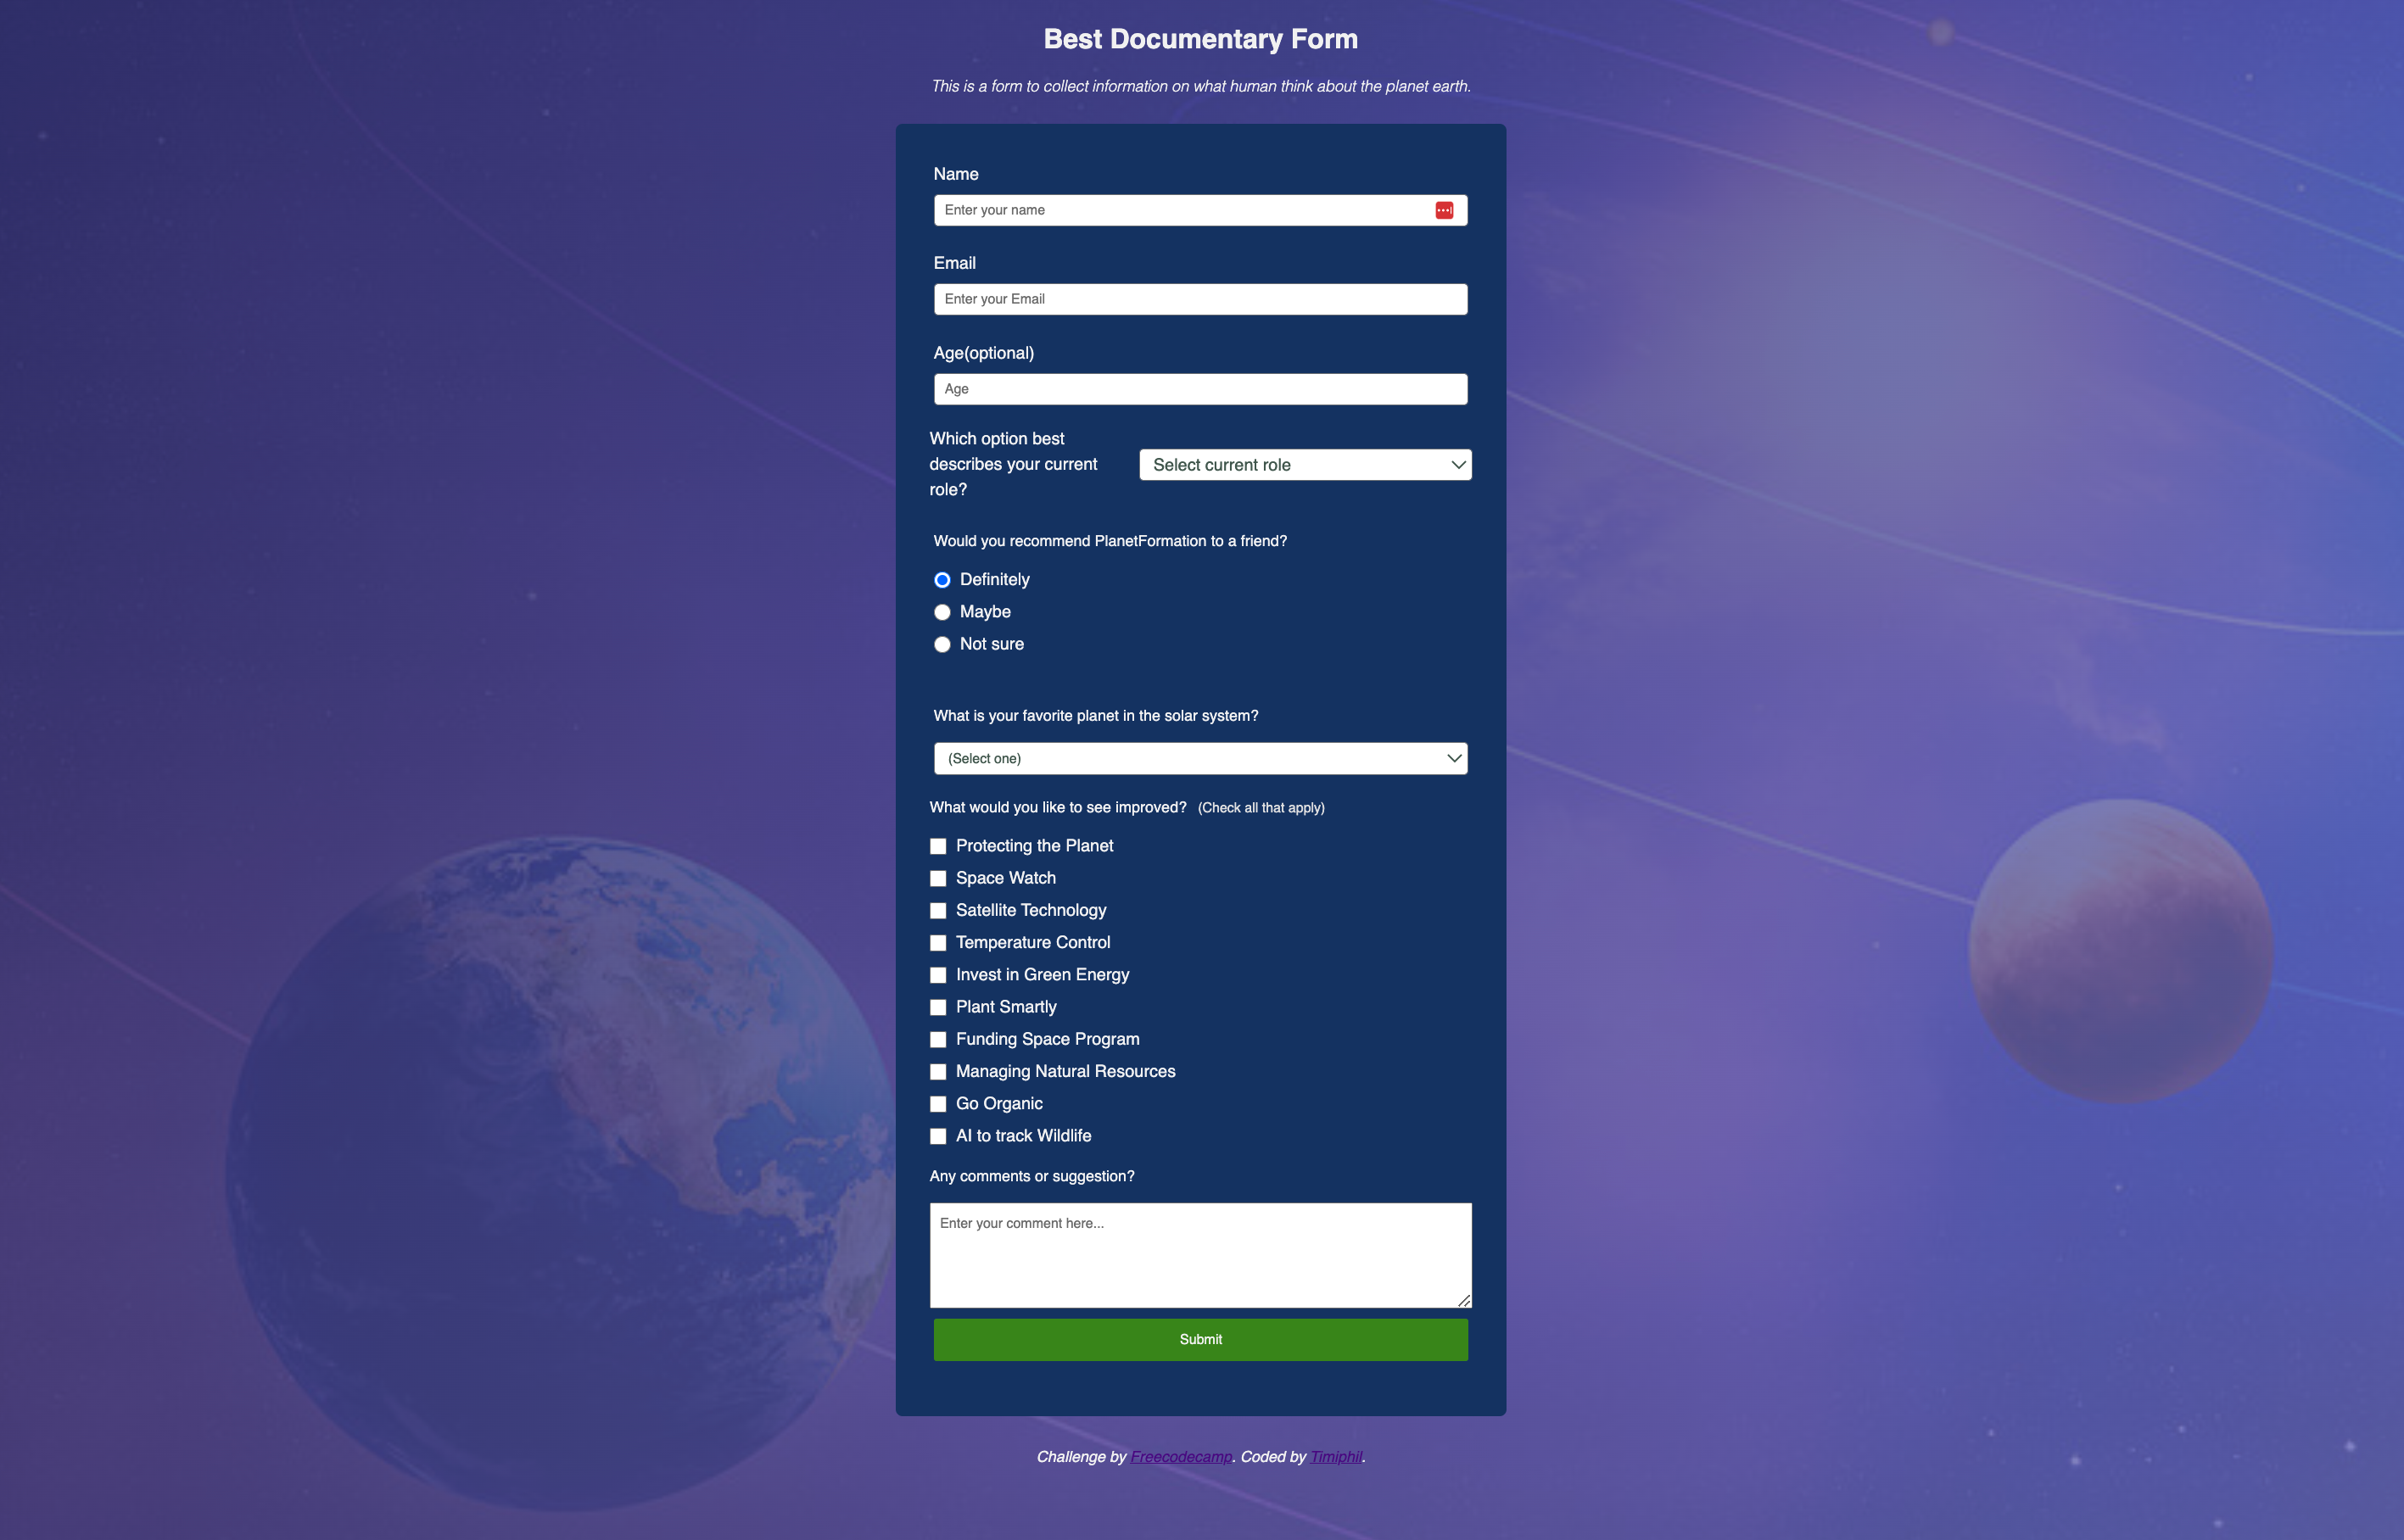 Best Documentary Form
This is a form to collect information on what human think about the planet earth.
Name
Enter your name
Email
Enter your Email
Age(optional)
Age
Which option best
describes your current
role?
Select current role
Would you recommend PlanetFormation to a friend?
Definitely
Maybe
Not sure
What is your favorite planet in the solar system?
(Select one)
What would you like to see improved? (Check all that apply)
Protecting the Planet
Space Watch
Satellite Technology
Temperature Control
Invest in Green Energy
Plant Smartly
Funding Space Program
Managing Natural Resources
Go Organic
AI to track Wildlife
Any comments or suggestion?
Enter your comment here...
Submit
Challenge by Freecodecamp. Coded by Timiphil.